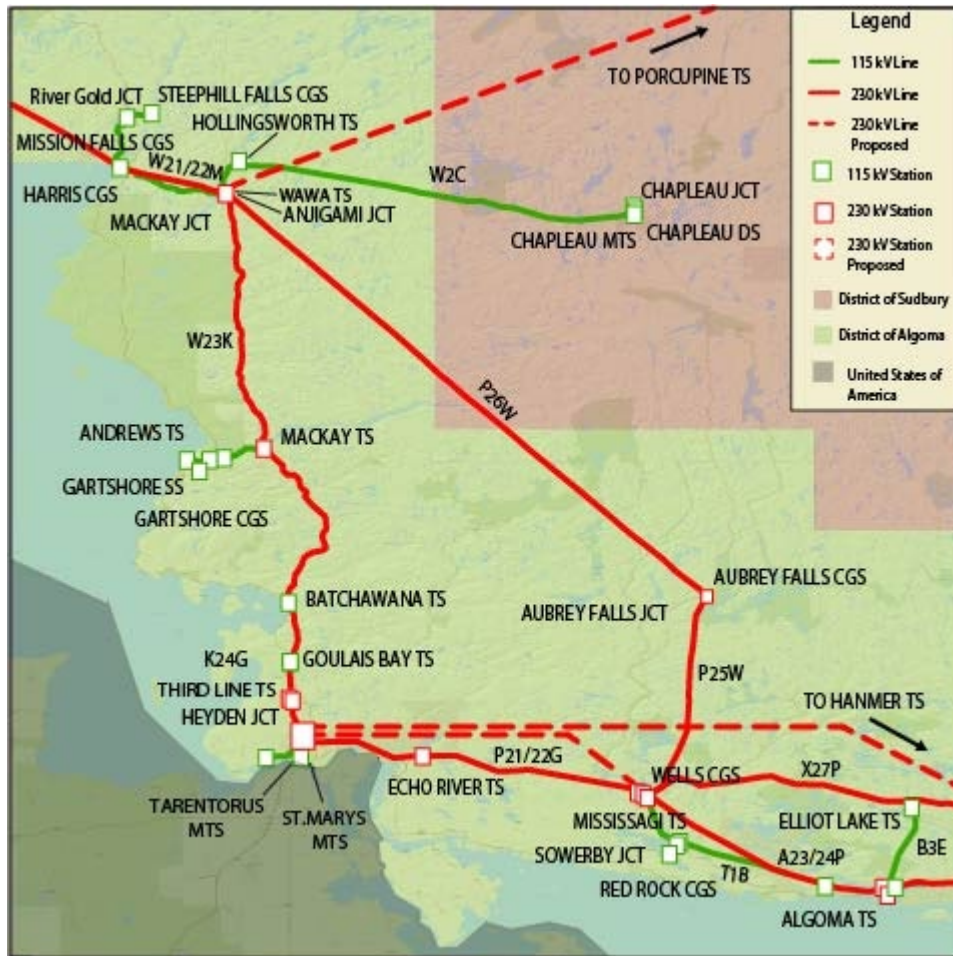 Legend
115 kV Line
230 kV Line
230 kV Line
Proposed
115 kV Station
230 kV Station
230 kV Station
Proposed
District of Sudbury
District of Algoma
United States of
America
TO PORCUPINE TS
River Gold JCT
STEEPHILL FALLS CGS
HOLLINGSWORTH TS
MISSION FALLS CGS
W21/22M
HARRIS CGS
WAWA TS
MACKAY JCT
ANJIGAMI JCT
W2C
CHAPLEAU JCT
CHAPLEAU MTS
CHAPLEAU DS
W23K
P26W
ANDREWS TS
MACKAY TS
GARTSHORE SS
GARTSHORE CGS
AUBREY FALLS CGS
AUBREY FALLS JCT
BATCHAWANA TS
K24G
GOULAIS BAY TS
P25W
THIRD LINE TS
HEYDEN JCT
TO HANMER TS
P21/22G
ECHO RIVER TS
WELLS CGS
X27P
TARENTORUS
MTS
ST.MARYS
MTS
MISSISSAGI TS
ELLIOT LAKE TS
SOWERBY JCT
A23/24P
B3E
T1B
RED ROCK CGS
ALGOMA TS